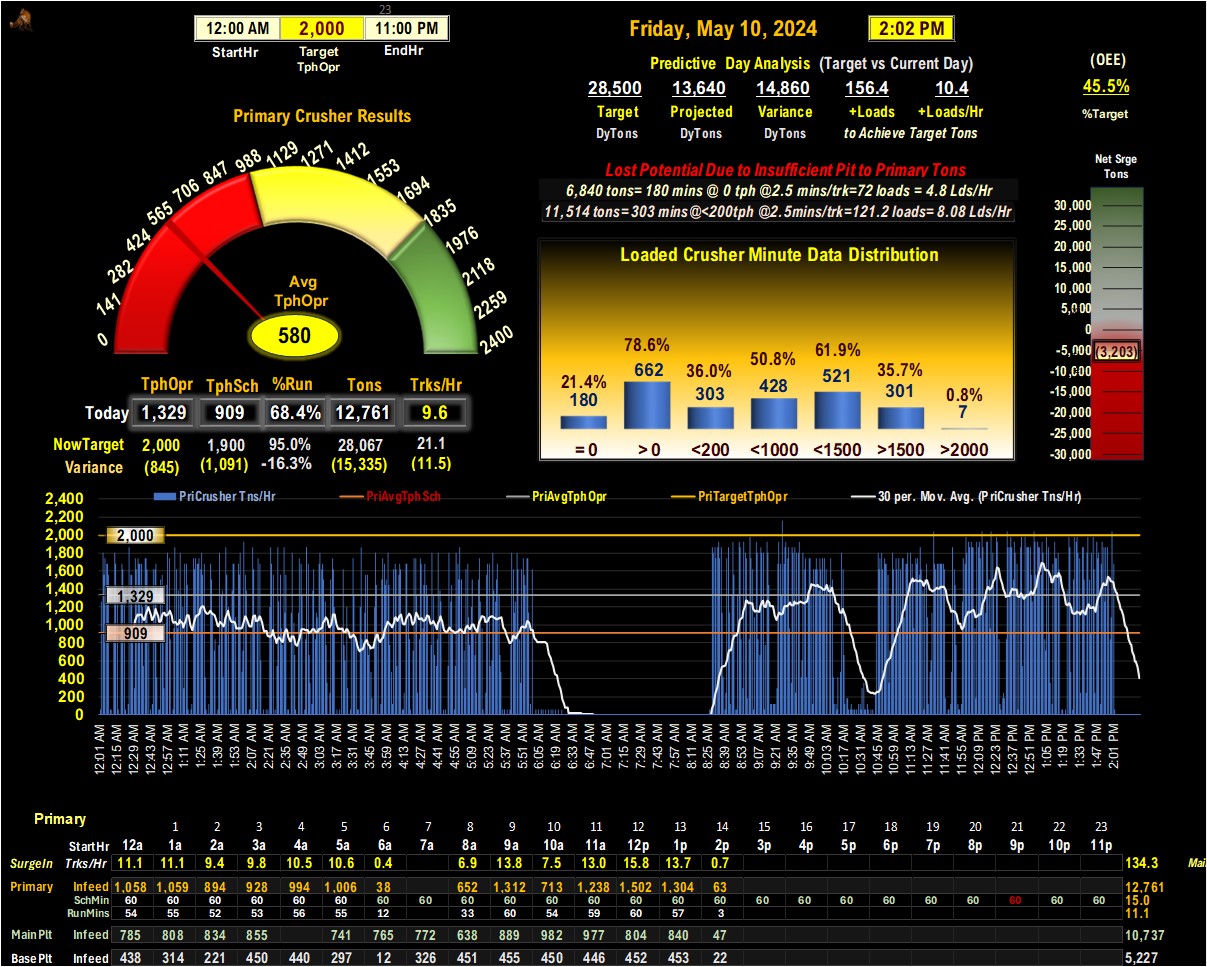 23
12:00 AM 2,000 11:00 PM
StartHr Target TphOpr EndHr
Friday, May 10, 2024 2:02 PM
Predictive Day Analysis (Target vs Current Day)
28,500 13,640 14,860 156.4 10.4
Target Projected Variance +Loads +Loads/Hr
DyTons DyTons DyTons to Achieve Target Tons
(OEE)
45.5%
%Target
Primary Crusher Results
0 141 282 424 565 706 847 988 1129 1271 1412 1553 1694 1835 1976 2118 2259 2400
Avg
TphOpr
580
Lost Potential Due to Insufficient Pit to Primary Tons
6,840 tons= 180 mins @ 0 tph @2.5 mins/trk=72 loads = 4.8 Lds/Hr
11,514 tons= 303 mins @<200tph @2.5mins/trk=121.2 loads= 8.08 Lds/Hr
Net Srge
Tons
30,000
25,000
20,000
15,000
10,000
5,000
0
-5,000
(3,203)
-10,000
-15,000
-20,000
-25,000
-30,000
Loaded Crusher Minute Data Distribution
21.4% 78.6% 36.0% 50.8% 61.9% 35.7% 0.8%
180 662 303 428 521 301 7
= 0 > 0 <200 <1000 <1500 >1500 >2000
TphOpr TphSch %Run Tons Trks/Hr
Today 1,329 909 68.4% 12,761 9.6
NowTarget 2,000 1,900 95.0% 28,067 21.1
Variance (845) (1,091) -16.3% (15,335) (11.5)
PriCrusher Tns/Hr PriAvgTphSch PriAvgTphOpr PriTargetTphOpr 30 per. Mov. Avg. (PriCrusher Tns/Hr)
2,400
2,200
2,000
1,800
1,600
1,400
1,200
1,000
800
600
400
200
0
2,000
1,329
909
12:01 AM 12:15 AM 12:29 AM 12:43 AM 12:57 AM 1:11 AM 1:25 AM 1:39 AM 1:53 AM 2:07 AM 2:21 AM 2:35 AM 2:49 AM 3:03 AM 3:17 AM 3:31 AM 3:45 AM 3:59 AM 4:13 AM 4:27 AM 4:41 AM 4:55 AM 5:09 AM 5:23 AM 5:37 AM 5:51 AM 6:05 AM 6:19 AM 6:33 AM 6:47 AM 7:01 AM 7:15 AM 7:29 AM 7:43 AM 7:57 AM 8:11 AM 8:25 AM 8:39 AM 8:53 AM 9:07 AM 9:21 AM 9:35 AM 9:49 AM 10:03 AM 10:17 AM 10:31 AM 10:45 AM 10:59 AM 11:13 AM 11:27 AM 11:41 AM 11:55 AM 12:09 PM 12:23 PM 12:37 PM 12:51 PM 1:05 PM 1:19 PM 1:33 PM 1:47 PM 2:01 PM
Primary
1 2 3 4 5 6 7 8 9 10 11 12 13 14 15 16 17 18 19 20 21 22 23
StartHr 12a 1a 2a 3a 4a 5a 6a 7a 8a 9a 10a 11a 12p 1p 2p 3p 4p 5p 6p 7p 8p 9p 10p 11p
SurgeIn Trks/Hr 11.1 11.1 9.4 9.8 10.5 10.6 0.4 6.9 13.8 7.5 13.0 15.8 13.7 0.7 134.3
Primary Infeed 1,058 1,059 894 928 994 1,006 38 652 1,312 713 1,238 1,502 1,304 63 12,761
SchMin 60 60 60 60 60 60 60 60 60 60 60 60 60 60 60 60 60 60 60 60 60 60 60 60 15.0
RunMins 54 55 52 53 56 55 12 33 60 54 59 60 57 3 11.1
MainPlt Infeed 785 808 834 855 741 765 772 638 889 982 977 804 840 47 10,737
BasePlt Infeed 438 314 221 450 440 297 12 326 451 455 450 446 452 453 22 5,227